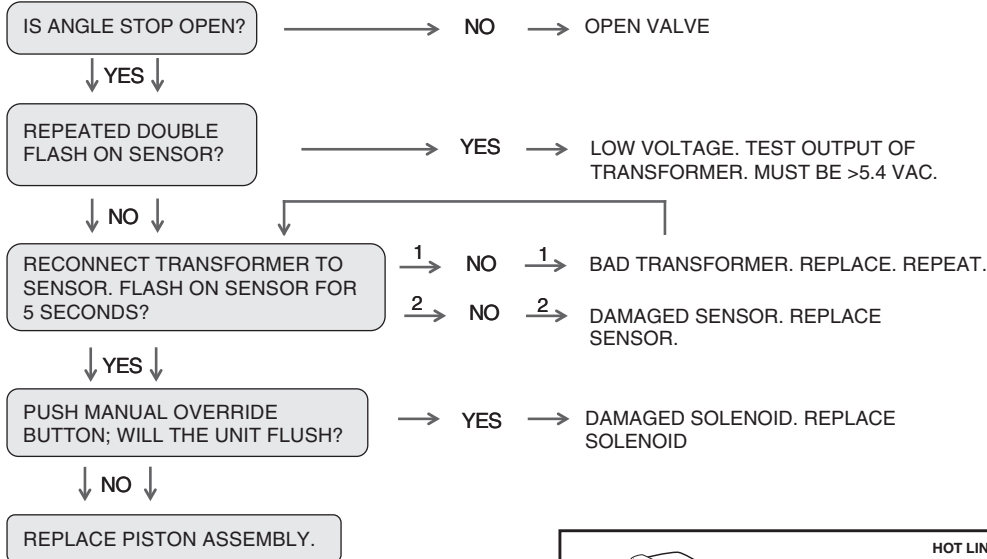 IS ANGLE STOP OPEN?
NO
OPEN VALVE
YES
REPEATED DOUBLE
FLASH ON SENSOR?
YES
LOW VOLTAGE. TEST OUTPUT OF
TRANSFORMER. MUST BE >5.4 VAC.
NO
RECONNECT TRANSFORMER TO
SENSOR. FLASH ON SENSOR FOR
5 SECONDS?
1
NO
1
BAD TRANSFORMER. REPLACE. REPEAT.
2
NO
2
DAMAGED SENSOR. REPLACE
SENSOR.
YES
PUSH MANUAL OVERRIDE
BUTTON; WILL THE UNIT FLUSH?
YES
DAMAGED SOLENOID. REPLACE
SOLENOID
NO
REPLACE PISTON ASSEMBLY.
HOT LIN